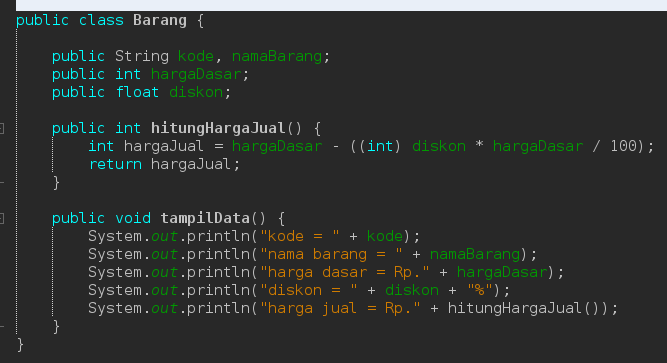 public class Barang {
public String kode, namaBarang;
public int hargaDasar;
public float diskon;
public int hitungHargaJual() {
int hargaJual = hargaDasar - ((int) diskon * hargaDasar / 100);
return hargaJual;
}
public void tampilData() {
System.out.println("kode = " + kode);
System.out.println("nama barang = " + namaBarang);
System.out.println("harga dasar = Rp." + hargaDasar);
System.out.println("diskon = " + diskon + "%");
System.out.println("harga jual = Rp." + hitungHargaJual());
}
}